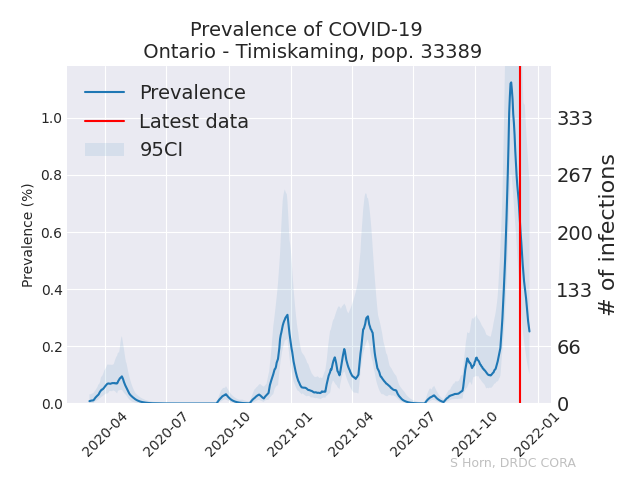 Prevalence of COVID-19
Ontario - Timiskaming, pop. 33389
Prevalence
Latest data
95CI
Prevalence (%)
1.0
0.8
0.6
0.4
0.2
0.0
333
267
200
133
66
0
# of infections
2020-04
2020-07
2020-10
2021-01
2021-04
2021-07
2021-10
2022-01
S Horn, DRDC CORA